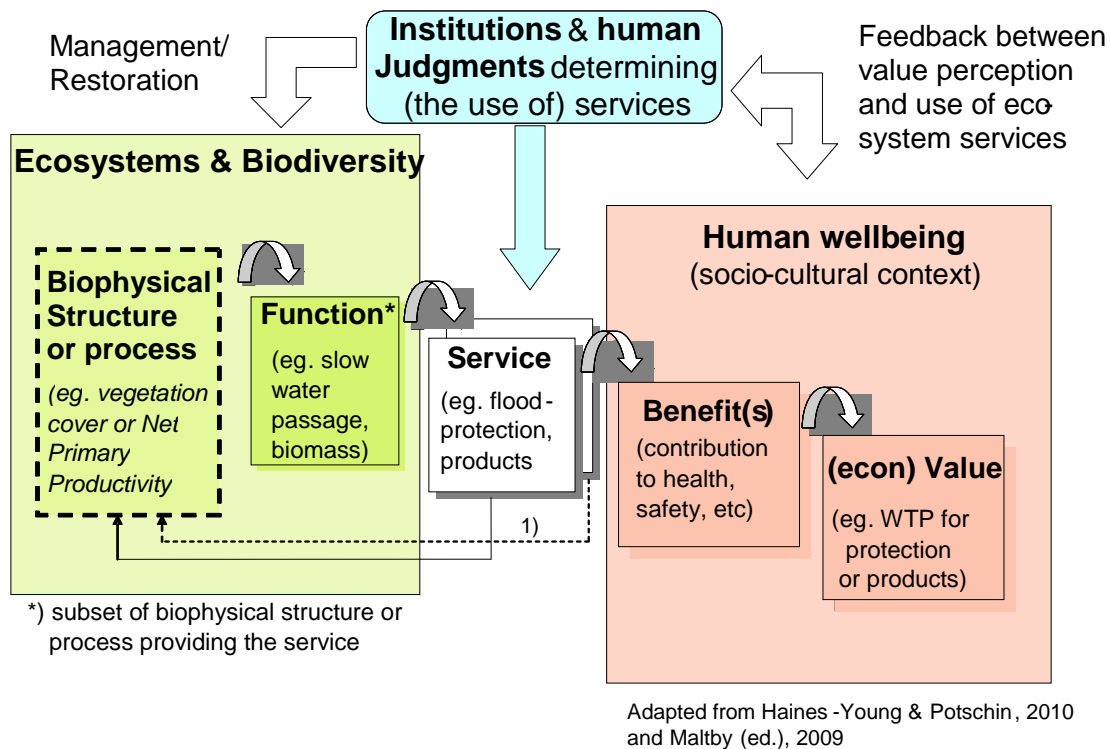 Management/
Restoration
Institutions & human
Judgments determining
(the use of) services
Feedback between
value perception
and use of eco-
system services
Ecosystems & Biodiversity
Biophysical
Structure
or process
(eg. vegetation
cover or Net
Primary
Productivity
Function*
(eg. slow
water
passage,
biomass)
Service
(eg. flood-
protection,
products
1)
Human wellbeing
(socio-cultural context)
Benefit(s)
(contribution
to health,
safety, etc)
(econ) Value
(eg. WTP for
protection
or products)
*) subset of biophysical structure or
process providing the service
Adapted from Haines-Young & Potschin, 2010
and Maltby (ed.), 2009